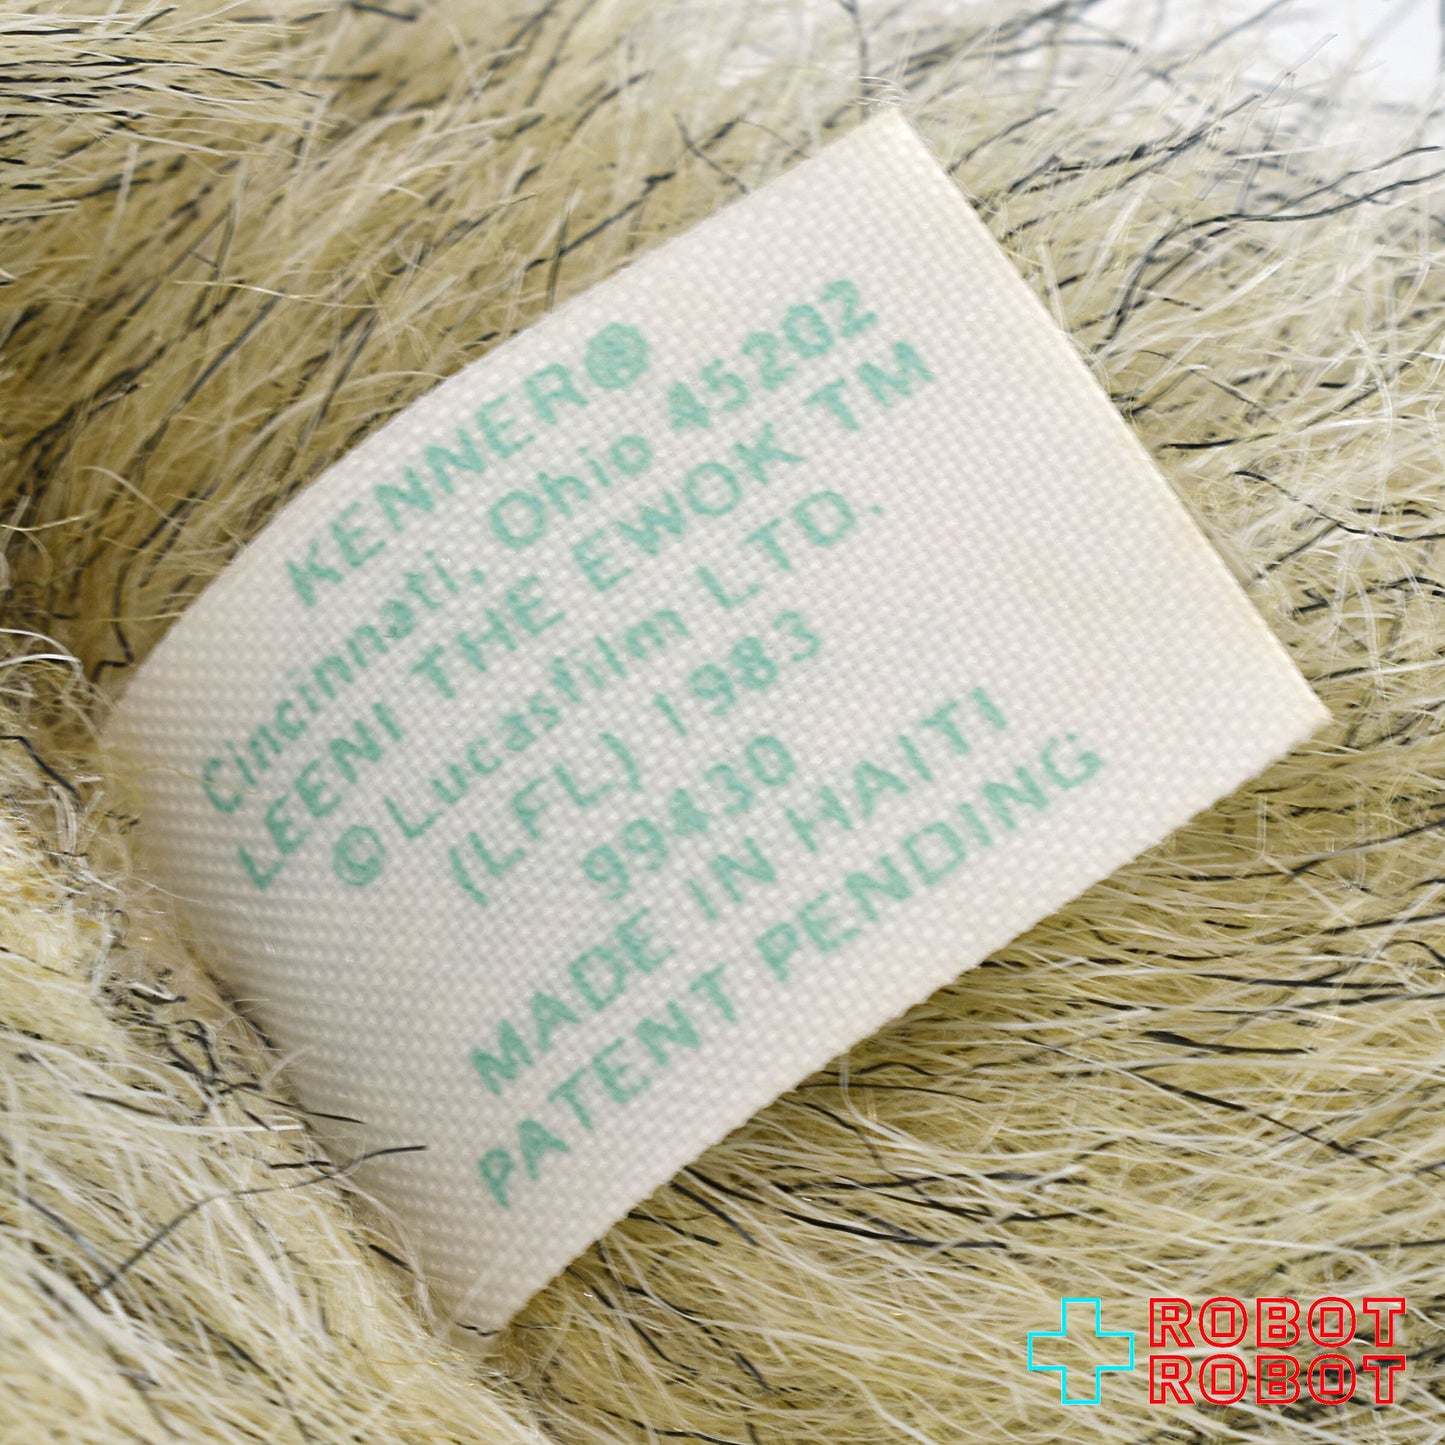 KENNER®
Cincinnati, Ohio 45202
LEENI THE EWOK TM
©Lucasfilm LTD.
(LFL) 1983
99430
MADE IN HAITI
PATENT PENDING
ROBOT
ROBOT